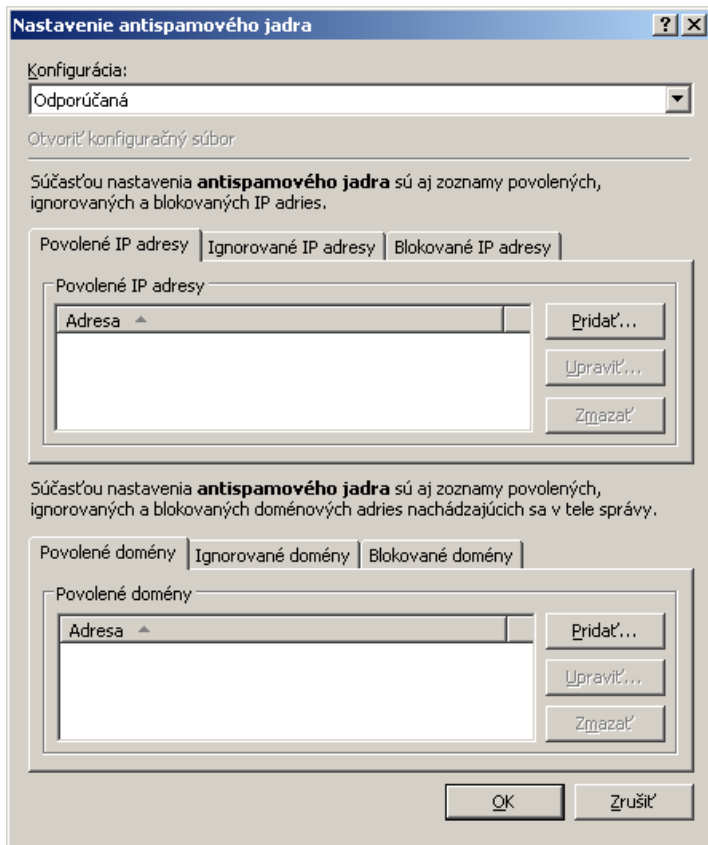 Nastavenie antispamového jadra
Konfigurácia:
Odporúčaná
Otvoriť konfiguračný súbor
Súčasťou nastavenia antispamového jadra sú aj zoznamy povolených,
ignorovaných a blokovaných IP adries.
Povolené IP adresy
Ignorované IP adresy
Blokované IP adresy
Povolené IP adresy
Adresa
Pridať...
Upraviť...
Zmazať
Súčasťou nastavenia antispamového jadra sú aj zoznamy povolených,
ignorovaných a blokovaných doménových adries nachádzajúcich sa v tele správy.
Povolené domény
Ignorované domény
Blokované domény
Povolené domény
Adresa
Pridať...
Upraviť...
Zmazať
OK
Zrušiť